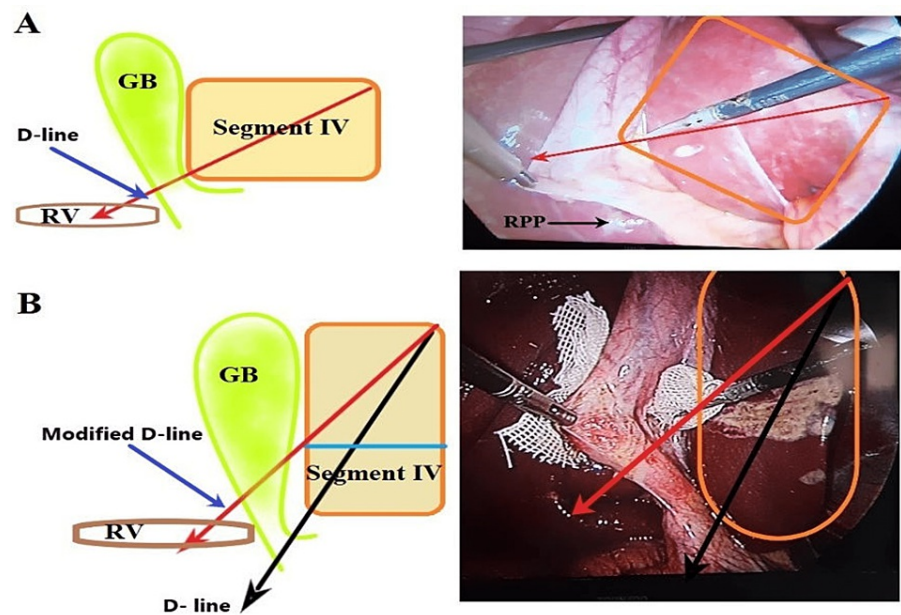 A
GB
D-line
Segment IV
RV
RPP
B
GB
Modified D-line
Segment IV
RV
D- line